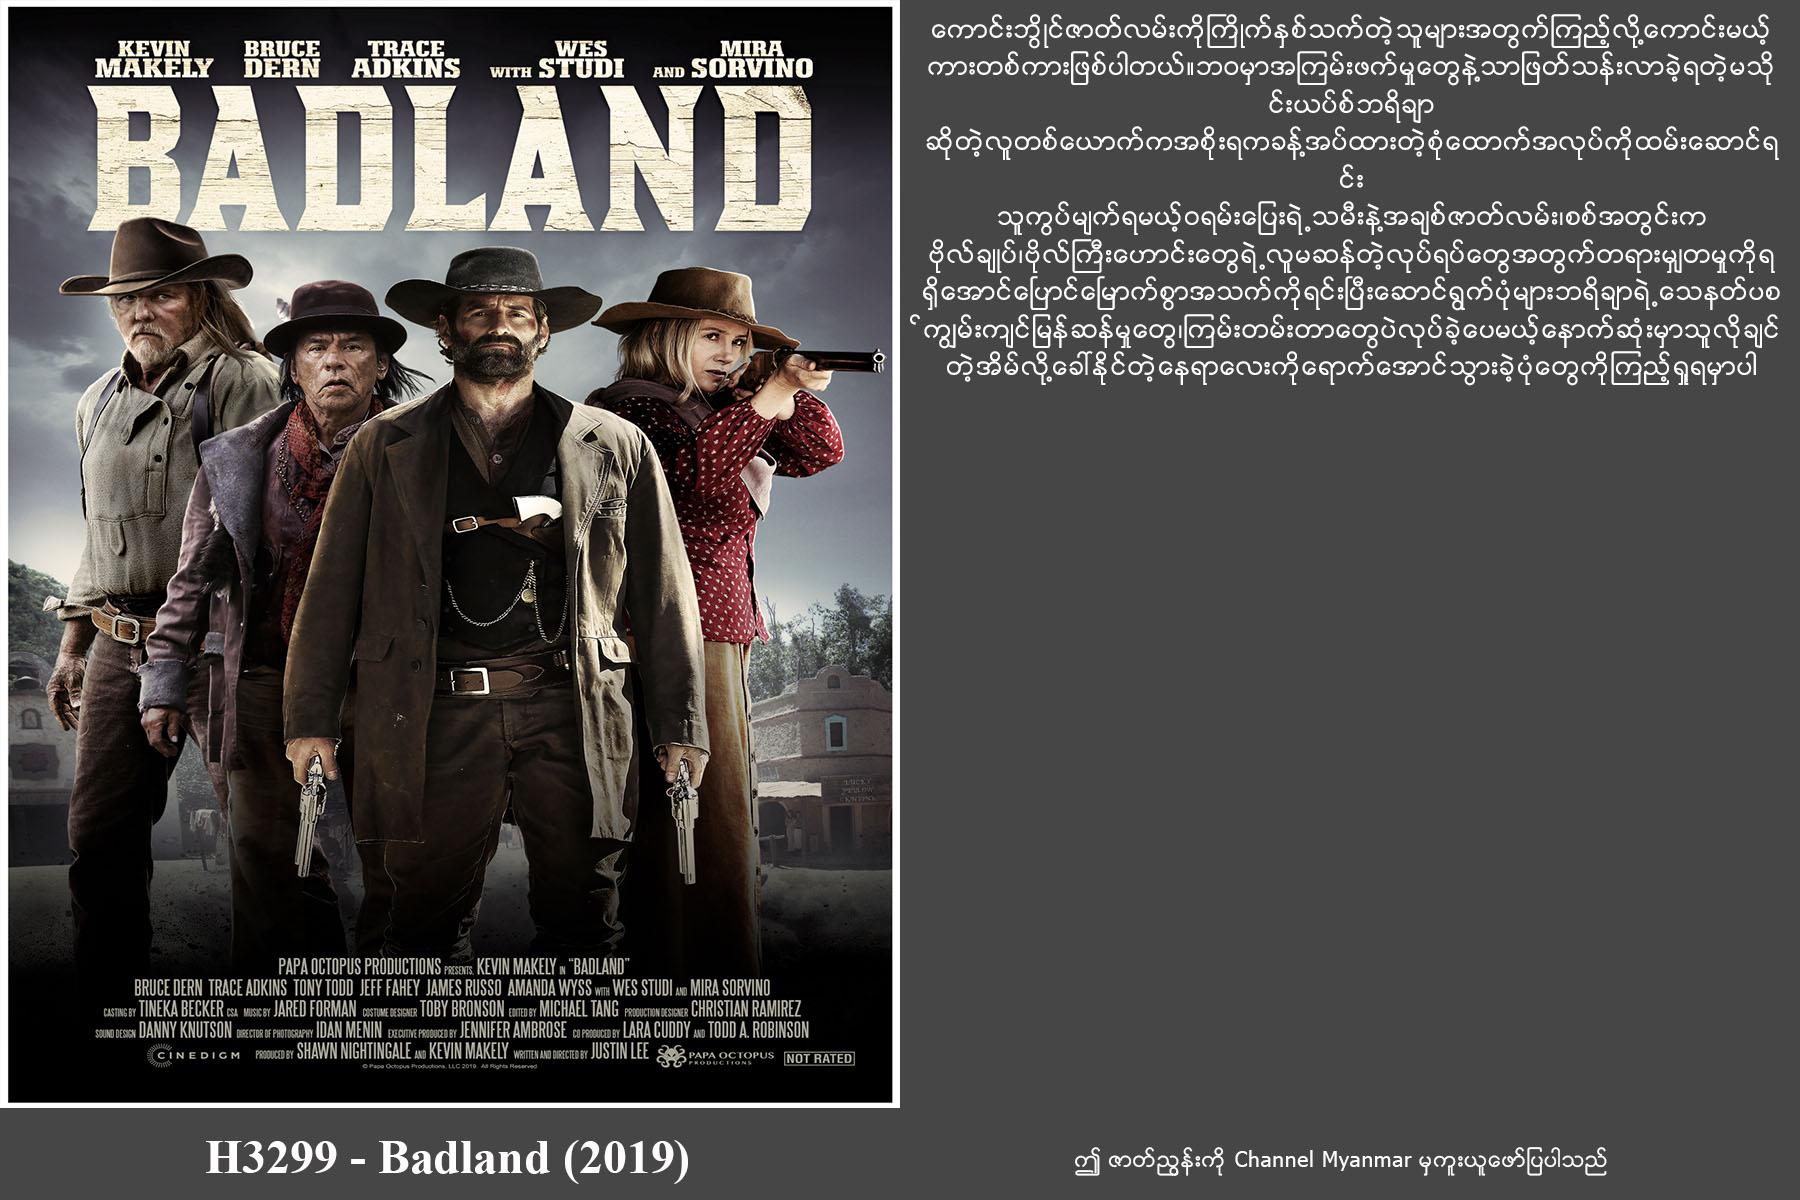 KEVIN MAKELY
BRUCE DERN
TRACE ADKINS
WITH WES STUDI
AND MIRA SORVINO
BADLAND
PAPA OCTOPUS PRODUCTIONS PRESENTS, KEVIN MAKELY IN "BADLAND"
BRUCE DERN TRACE ADKINS TONY TODD JEFF FAHEY JAMES RUSSO AMANDA WYSS WITH WES STUDI AND MIRA SORVINO
CASTING BY TINEKA BECKER CSA MUSIC BY JARED FORMAN COSTUME DESIGNER TOBY BRONSON EDITED BY MICHAEL TANG PRODUCTION DESIGNER CHRISTIAN RAMIREZ
SOUND DESIGN DANNY KNUTSON DIRECTOR OF PHOTOGRAPHY IDAN MENIN EXECUTIVE PRODUCED BY JENNIFER AMBROSE CO PRODUCED BY LARA CUDDY AND TODD A. ROBINSON
CINEDIGM PRODUCED BY SHAWN NIGHTINGALE AND KEVIN MAKELY WRITTEN AND DIRECTED BY JUSTIN LEE PAPA OCTOPUS PRODUCTIONS NOT RATED
© Papa Octopus Productions, LLC 2019. All Rights Reserved
H3299 - Badland (2019)
ကောင်းဘွိုင်ဇာတ်လမ်းကိုကြိုက်နှစ်သက်တဲ့သူများအတွက်ကြည့်လို့ကောင်းမယ့်
ကားတစ်ကားဖြစ်ပါတယ်။ဘဝမှာအကြမ်းဖက်မှုတွေနဲ့သာဖြတ်သန်းလာခဲ့ရတဲ့မသို
င်းယပ်စ်ဘရိချာ
ဆိုတဲ့လူတစ်ယောက်ကအစိုးရကခန့်အပ်ထားတဲ့စုံထောက်အလုပ်ကိုထမ်းဆောင်ရ
င်း
သူကွပ်မျက်ရမယ့်ဝရမ်းပြေးရဲ့သမီးနဲ့အချစ်ဇာတ်လမ်း၊စစ်အတွင်းက
ဗိုလ်ချုပ်၊ဗိုလ်ကြီးဟောင်းတွေရဲ့လူမဆန်တဲ့လုပ်ရပ်တွေအတွက်တရားမျှတမှုကိုရ
ရှိအောင်ပြောင်မြောက်စွာအသက်ကိုရင်းပြီးဆောင်ရွက်ပုံများဘရိချာရဲ့သေနတ်ပစ
်ကျွမ်းကျင်မြန်ဆန်မှုတွေ၊ကြမ်းတမ်းတာတွေပဲလုပ်ခဲ့ပေမယ့်နောက်ဆုံးမှာသူလိုချင်
တဲ့အိမ်လို့ခေါ်နိုင်တဲ့နေရာလေးကိုရောက်အောင်သွားခဲ့ပုံတွေကိုကြည့်ရှုရမှာပါ
ဤ ဇာတ်ညွှန်းကို Channel Myanmar မှကူးယူဖော်ပြပါသည်